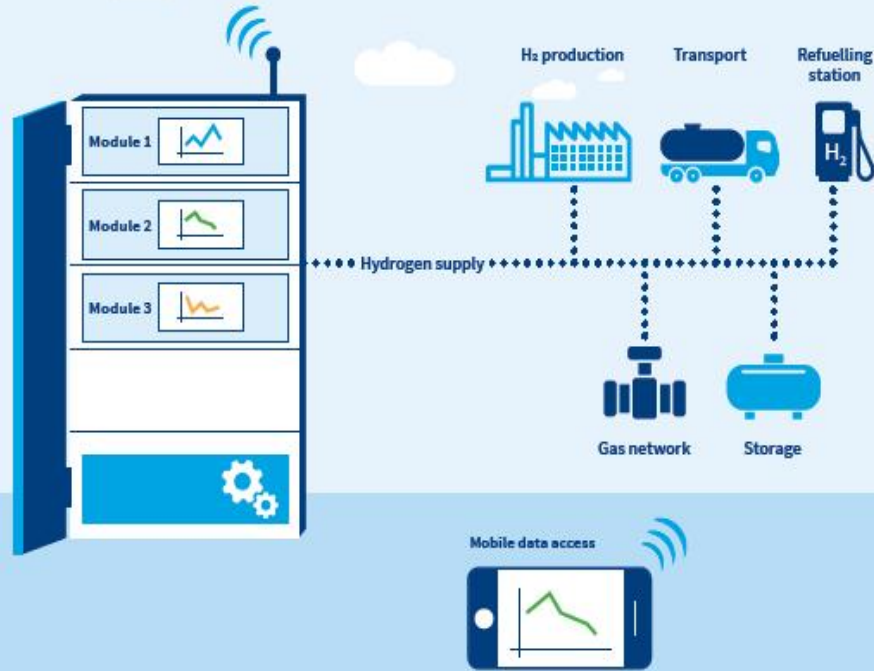 H₂ production
Transport
Refuelling
station
Module 1
Module 2
H₂
Hydrogen supply
Module 3
Gas network
Storage
Mobile data access